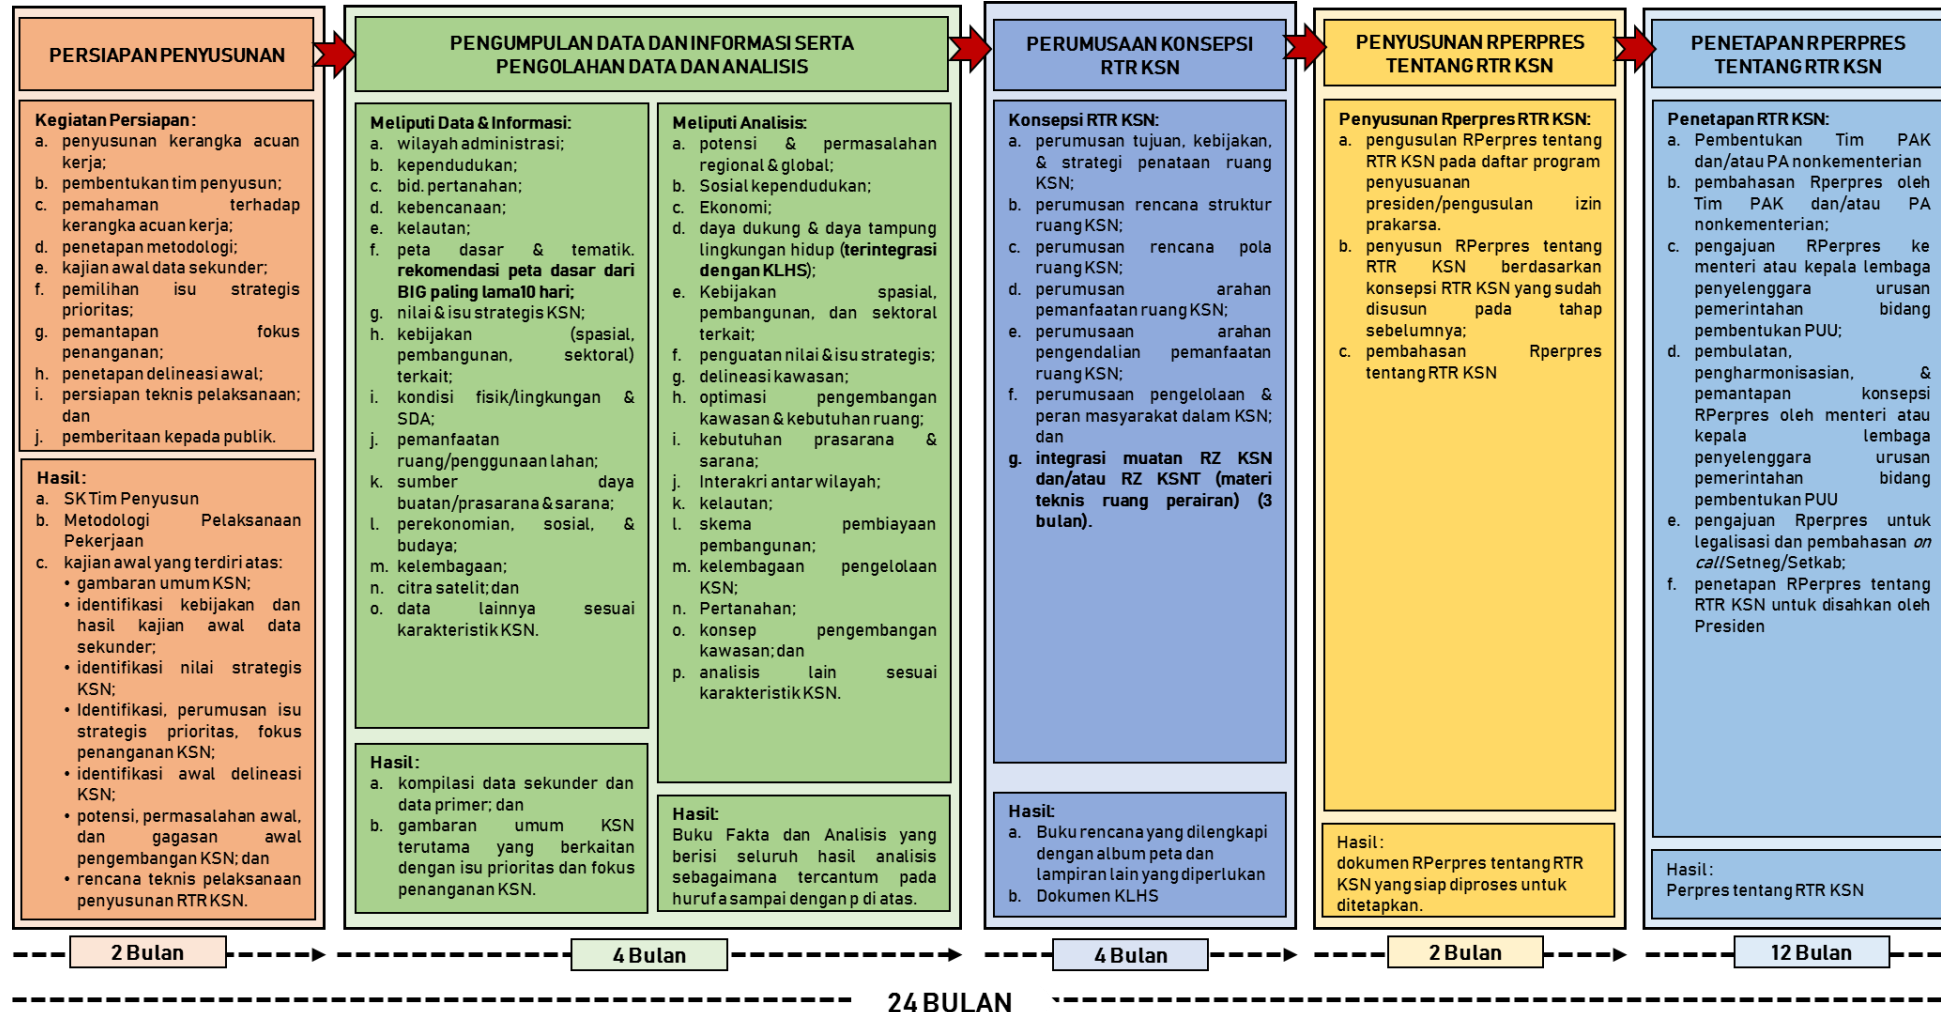 PERSIAPAN PENYUSUNAN
Kegiatan Persiapan:
a. penyusunan kerangka acuan
kerja;
b. pembentukan tim penyusun;
c. pemahaman terhadap
kerangka acuan kerja;
d. penetapan metodologi;
e. kajian awal data sekunder;
f. pemilihan isu strategis
prioritas;
g. pemantapan fokus
penanganan;
h. penetapan delineasi awal;
i. persiapan teknis pelaksanaan;
dan
j. pemberitaan kepada publik.
Hasil:
a. SK Tim Penyusun
b. Metodologi Pelaksanaan
Pekerjaan
c. kajian awal yang terdiri atas:
• gambaran umum KSN;
• identifikasi kebijakan dan
hasil kajian awal data
sekunder;
• identifikasi nilai strategis
KSN;
• Identifikasi, perumusan isu
strategis prioritas, fokus
penanganan KSN;
• identifikasi awal delineasi
KSN;
• potensi, permasalahan awal,
dan gagasan awal
pengembangan KSN; dan
• rencana teknis pelaksanaan
penyusunan RTR KSN.
2 Bulan
PENGUMPULAN DATA DAN INFORMASI SERTA
PENGOLAHAN DATA DAN ANALISIS
Meliputi Data & Informasi:
a. wilayah administrasi;
b. kependudukan;
c. bid. pertanahan;
d. kebencanaan;
e. kelautan;
f. peta dasar & tematik.
rekomendasi peta dasar dari
BIG paling lama10 hari;
g. nilai & isu strategis KSN;
h. kebijakan (spasial,
pembangunan, sektoral)
terkait;
i. kondisi fisik/lingkungan &
SDA;
j. pemanfaatan
ruang/penggunaan lahan;
k. sumber daya
buatan/prasarana & sarana;
l. perekonomian, sosial, &
budaya;
m. kelembagaan;
n. citra satelit; dan
o. data lainnya sesuai
karakteristik KSN.
Hasil:
a. kompilasi data sekunder dan
data primer; dan
b. gambaran umum KSN
terutama yang berkaitan
dengan isu prioritas dan fokus
penanganan KSN.
Meliputi Analisis:
a. potensi & permasalahan
regional & global;
b. Sosial kependudukan;
c. Ekonomi;
d. daya dukung & daya tampung
lingkungan hidup (terintegrasi
dengan KLHS);
e. Kebijakan spasial,
pembangunan, dan sektoral
terkait;
f. penguatan nilai & isu strategis;
g. delineasi kawasan;
h. optimasi pengembangan
kawasan & kebutuhan ruang;
i. kebutuhan prasarana &
sarana;
j. Interakri antar wilayah;
k. kelautan;
l. skema pembiayaan
pembangunan;
m. kelembagaan pengelolaan
KSN;
n. Pertanahan;
o. konsep pengembangan
kawasan; dan
p. analisis lain sesuai
karakteristik KSN.
Hasil:
Buku Fakta dan Analisis yang
berisi seluruh hasil analisis
sebagaimana tercantum pada
huruf a sampai dengan p di atas.
4 Bulan
PERUMUSAAN KONSEPSI
RTR KSN
Konsepsi RTR KSN:
a. perumusan tujuan, kebijakan,
& strategi penataan ruang
KSN;
b. perumusan rencana struktur
ruang KSN;
c. perumusan rencana pola
ruang KSN;
d. perumusan arahan
pemanfaatan ruang KSN;
e. perumusaan arahan
pengendalian pemanfaatan
ruang KSN;
f. perumusaan pengelolaan &
peran masyarakat dalam KSN;
dan
g. integrasi muatan RZ KSN
dan/atau RZ KSNT (materi
teknis ruang perairan) (3
bulan).
Hasil:
a. Buku rencana yang dilengkapi
dengan album peta dan
lampiran lain yang diperlukan
b. Dokumen KLHS
4 Bulan
PENYUSUNAN RPERPRES
TENTANG RTR KSN
Penyusunan Rperpres RTR KSN:
a. pengusulan RPerpres tentang
RTR KSN pada daftar program
penyusuanan
presiden/pengusulan izin
prakarsa.
b. penyusun RPerpres tentang
RTR KSN berdasarkan
konsepsi RTR KSN yang sudah
disusun pada tahap
sebelumnya;
c. pembahasan Rperpres
tentang RTR KSN
Hasil:
dokumen RPerpres tentang RTR
KSN yang siap diproses untuk
ditetapkan.
2 Bulan
PENETAPAN RPERPRES
TENTANG RTR KSN
Penetapan RTR KSN:
a. Pembentukan Tim PAK
dan/atau PA nonkementerian
b. pembahasan Rperpres oleh
Tim PAK dan/atau PA
nonkementerian;
c. pengajuan RPerpres ke
menteri atau kepala lembaga
penyelenggara urusan
pemerintahan bidang
pembentukan PUU;
d. pembulatan,
pengharmonisasian, &
pemantapan konsepsi
RPerpres oleh menteri atau
kepala lembaga
penyelenggara urusan
pemerintahan bidang
pembentukan PUU
e. pengajuan Rperpres untuk
legalisasi dan pembahasan on
call Setneg/Setkab;
f. penetapan RPerpres tentang
RTR KSN untuk disahkan oleh
Presiden
Hasil:
Perpres tentang RTR KSN
12 Bulan
24 BULAN